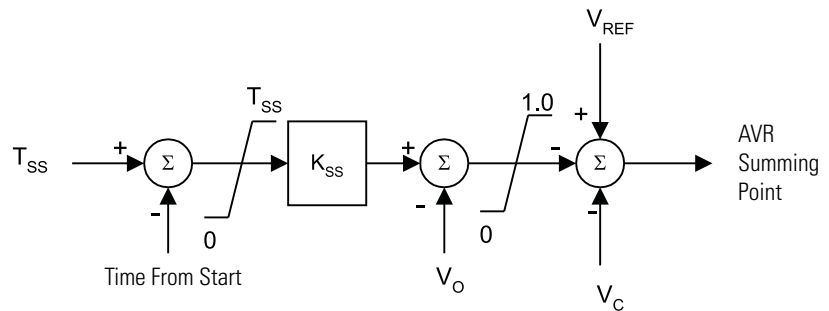 V_REF
T_SS
1.0
T_SS
+
Σ
K_SS
+
Σ
-
+
Σ
AVR
Summing
Point
-
0
-
0
-
Time From Start
V_O
V_C